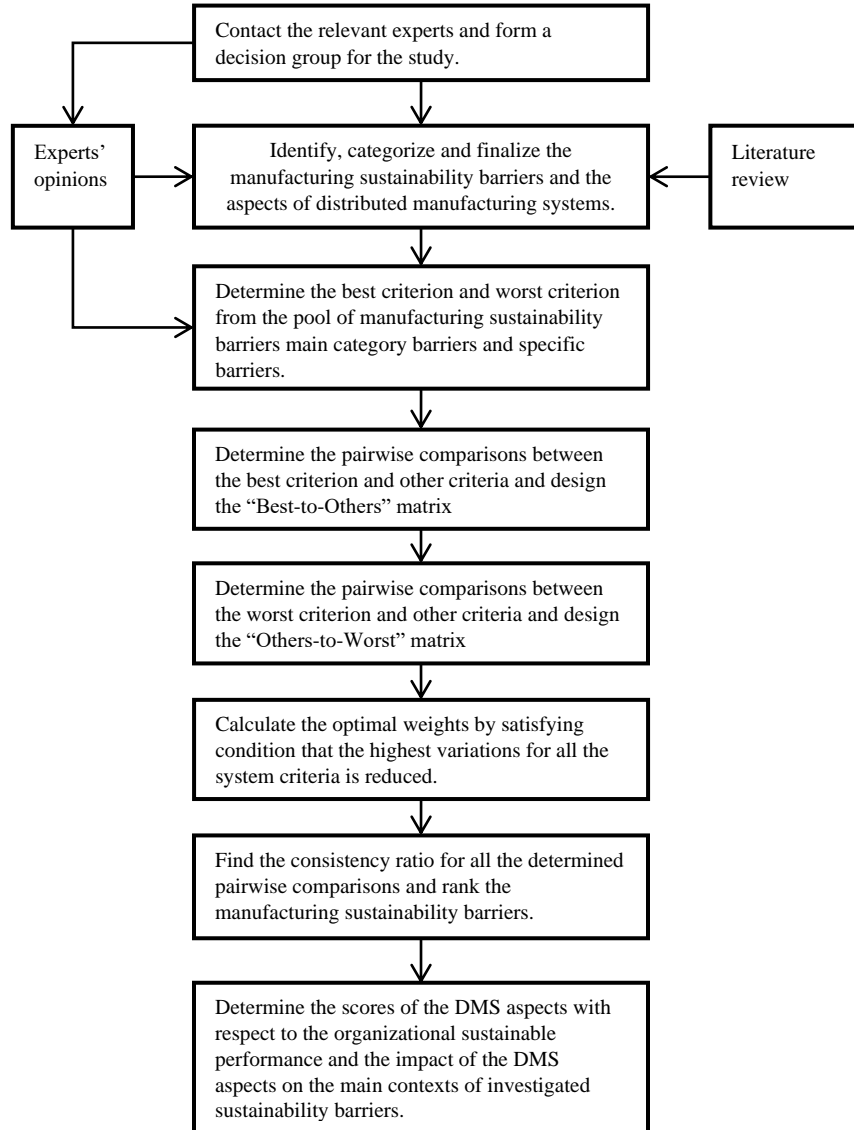 Contact the relevant experts and form a
decision group for the study.
Experts’
opinions
Identify, categorize and finalize the
manufacturing sustainability barriers and the
aspects of distributed manufacturing systems.
Literature
review
Determine the best criterion and worst criterion
from the pool of manufacturing sustainability
barriers main category barriers and specific
barriers.
Determine the pairwise comparisons between
the best criterion and other criteria and design
the “Best-to-Others” matrix
Determine the pairwise comparisons between
the worst criterion and other criteria and design
the “Others-to-Worst” matrix
Calculate the optimal weights by satisfying
condition that the highest variations for all the
system criteria is reduced.
Find the consistency ratio for all the determined
pairwise comparisons and rank the
manufacturing sustainability barriers.
Determine the scores of the DMS aspects with
respect to the organizational sustainable
performance and the impact of the DMS
aspects on the main contexts of investigated
sustainability barriers.